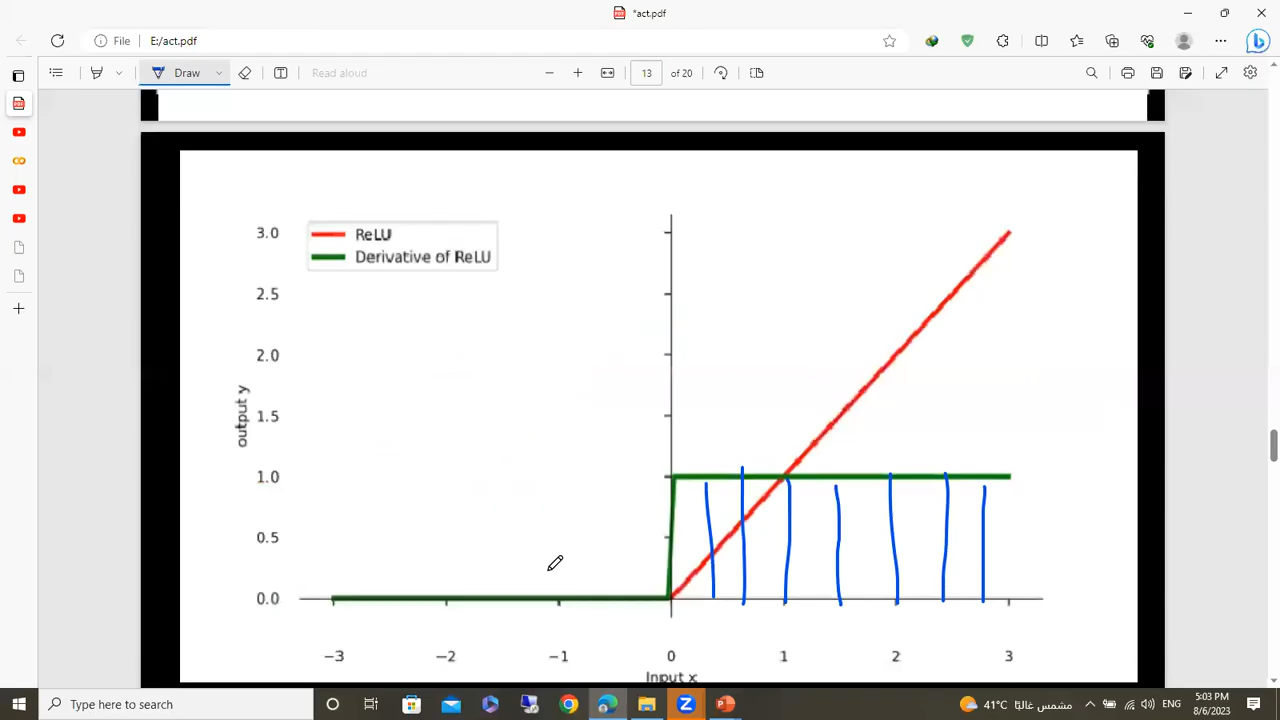 *act.pdf
File
E:/act.pdf
Draw
Read aloud
13 of 20
ReLU
Derivative of ReLU
3.0
2.5
2.0
1.5
1.0
0.5
0.0
output y
−3 −2 −1 0 1 2 3
Input x
Type here to search
41°C مشمس غالبًا
ENG
5:03 PM
8/6/2023